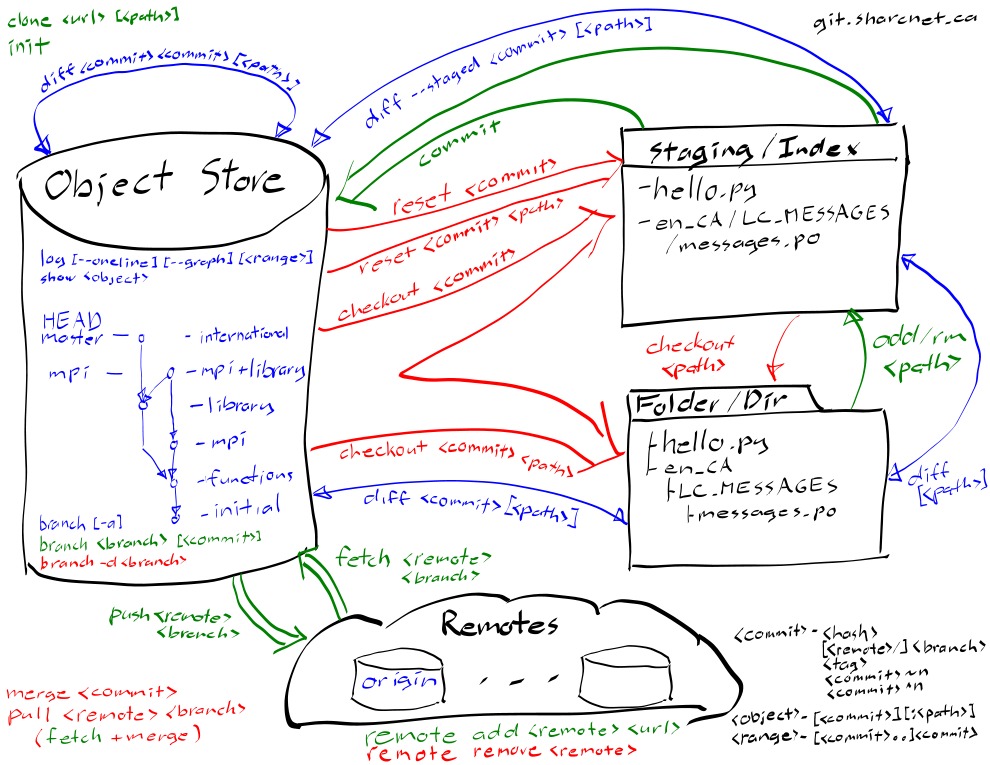 clone <url> [<path>]
init
git.sharcnet.ca
diff <commit> <commit> [<path>]
diff --staged <commit> [<path>]
commit
Object Store
reset <commit>
reset <commit> <path>
checkout <commit>
Staging/Index
-hello.py
-en_CA/LC_MESSAGES
/messages.po
log [--oneline] [--graph] [<range>]
show <object>
HEAD
master - - international
mpi - - mpi+library
- library
- mpi
- functions
- initial
branch [-a]
branch <branch> [<commit>]
branch -d <branch>
checkout
<path>
add/rm
<path>
Folder/Dir
hello.py
en_CA
LC_MESSAGES
messages.po
checkout <commit> <path>
diff <commit> [<path>]
diff
[<path>]
fetch <remote>
<branch>
push <remote>
<branch>
Remotes
origin . - - .
remote add <remote> <url>
remote remove <remote>
merge <commit>
pull <remote> <branch>
(fetch + merge)
<commit> - <hash>
[<remote>/] <branch>
<tag>
<commit>~n
<commit>^n
<object> - [<commit>][:<path>]
<range> - [<commit>..]<commit>